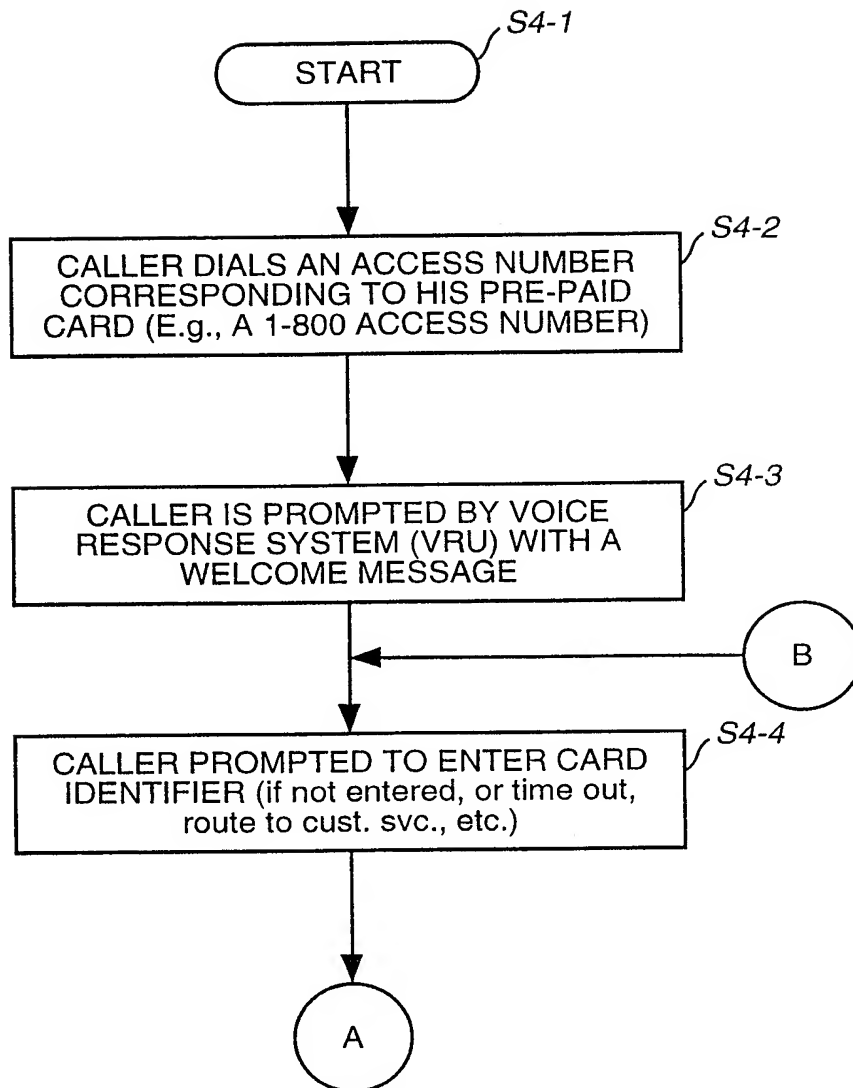 S4-1
START
S4-2
CALLER DIALS AN ACCESS NUMBER
CORRESPONDING TO HIS PRE-PAID
CARD (E.g., A 1-800 ACCESS NUMBER)
S4-3
CALLER IS PROMPTED BY VOICE
RESPONSE SYSTEM (VRU) WITH A
WELCOME MESSAGE
B
S4-4
CALLER PROMPTED TO ENTER CARD
IDENTIFIER (if not entered, or time out,
route to cust. svc., etc.)
A